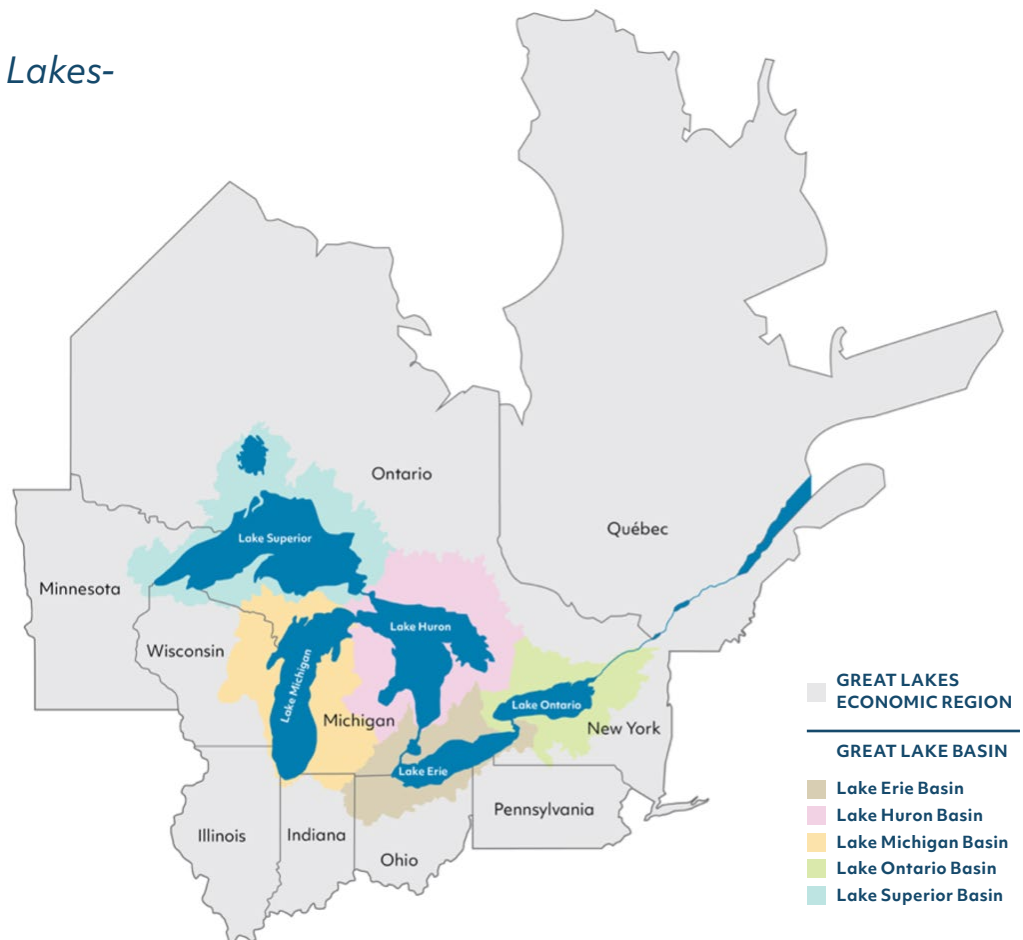 Lakes-
Ontario
Québec
Lake Superior
Minnesota
Lake Huron
Wisconsin
Lake Michigan
Michigan
Lake Ontario
New York
Lake Erie
Pennsylvania
Illinois
Indiana
Ohio
GREAT LAKES
ECONOMIC REGION
GREAT LAKE BASIN
Lake Erie Basin
Lake Huron Basin
Lake Michigan Basin
Lake Ontario Basin
Lake Superior Basin